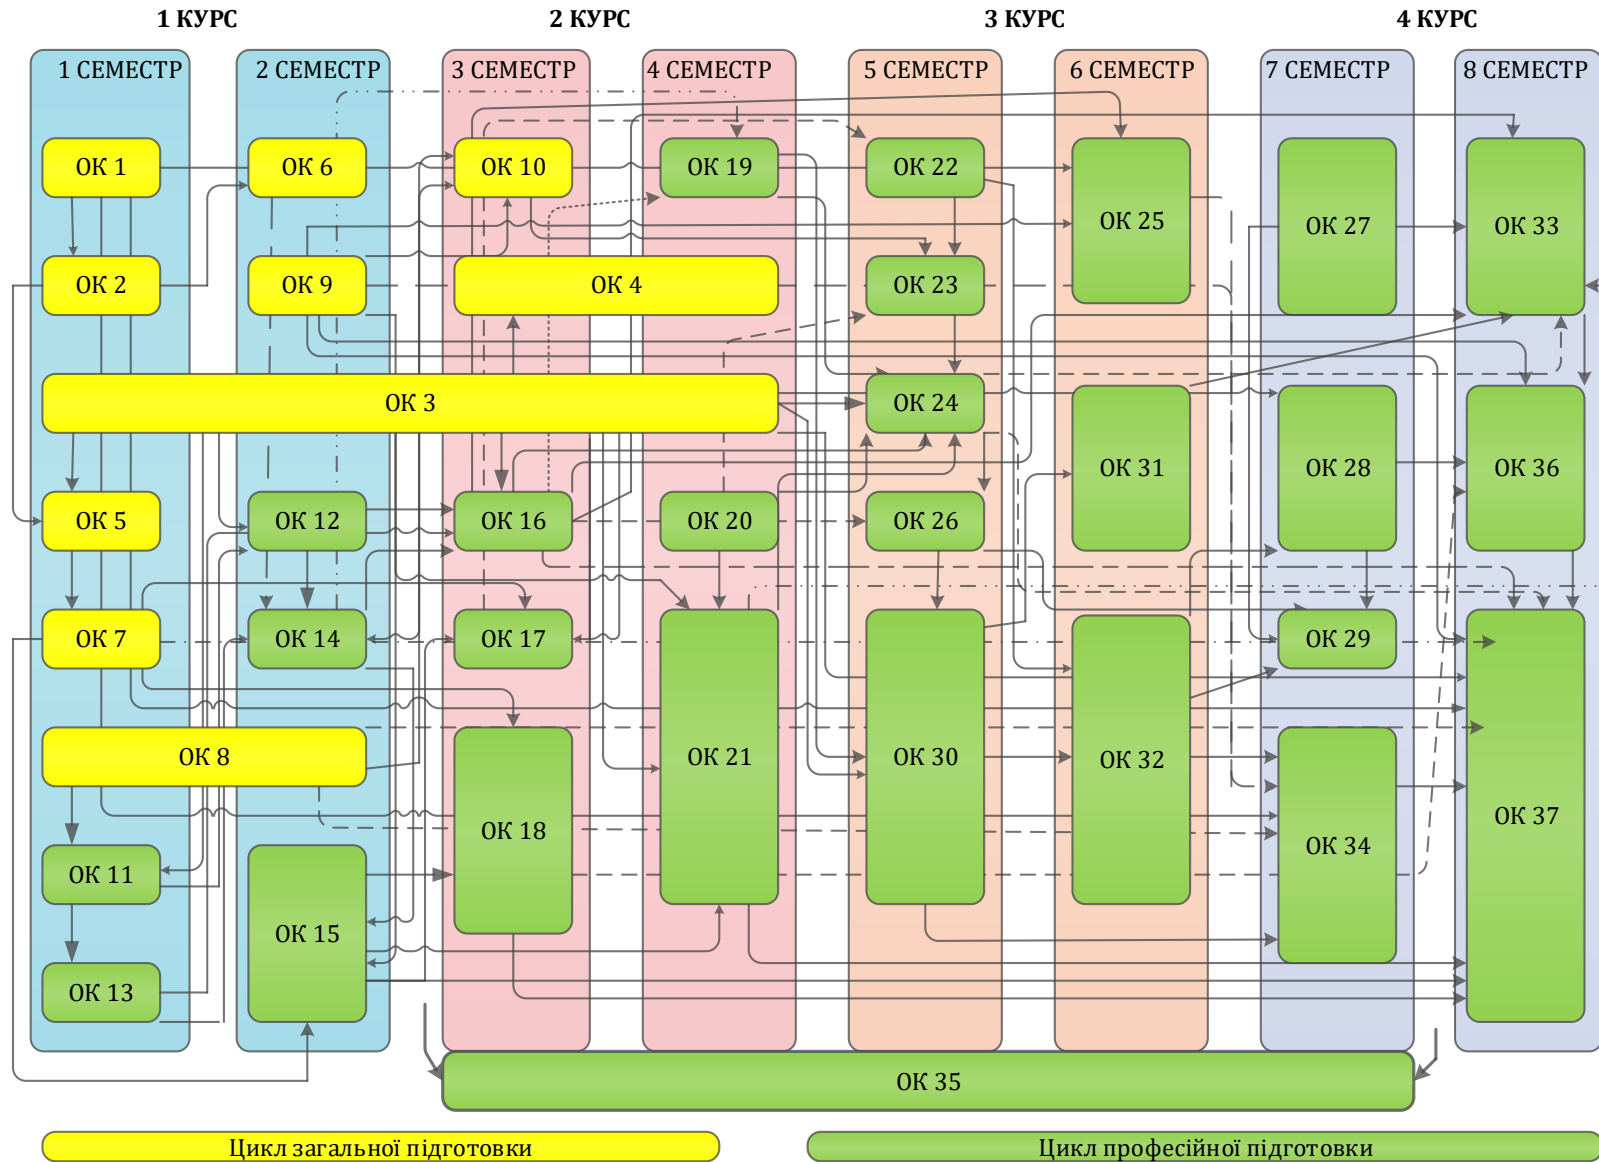 1 КУРС
2 КУРС
3 КУРС
4 КУРС
1 СЕМЕСТР
2 СЕМЕСТР
3 СЕМЕСТР
4 СЕМЕСТР
5 СЕМЕСТР
6 СЕМЕСТР
7 СЕМЕСТР
8 СЕМЕСТР
ОК 1
ОК 6
ОК 10
ОК 19
ОК 22
ОК 25
ОК 27
ОК 33
ОК 2
ОК 9
ОК 4
ОК 23
ОК 3
ОК 24
ОК 31
ОК 28
ОК 36
ОК 5
ОК 12
ОК 16
ОК 20
ОК 26
ОК 7
ОК 14
ОК 17
ОК 29
ОК 8
ОК 21
ОК 30
ОК 32
ОК 18
ОК 37
ОК 34
ОК 11
ОК 15
ОК 13
ОК 35
Цикл загальної підготовки
Цикл професійної підготовки